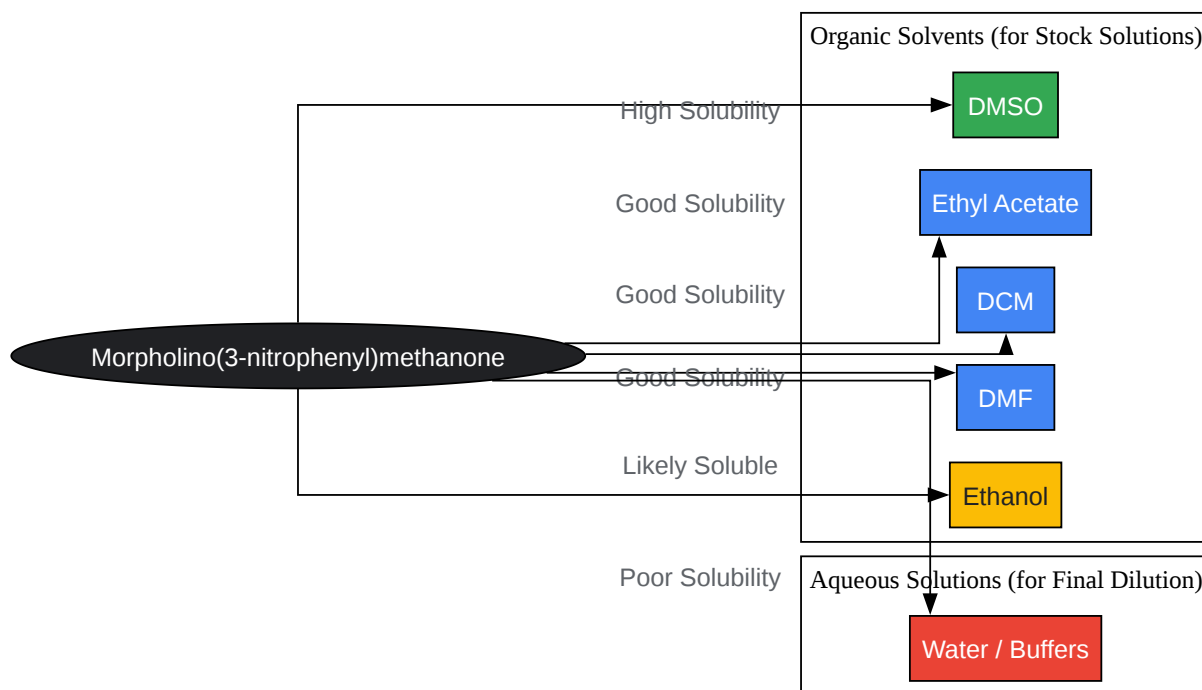 Organic Solvents (for Stock Solutions)
High Solubility
DMSO
Good Solubility
Ethyl Acetate
Good Solubility
DCM
Morpholino(3-nitrophenyl)methanone
Good Solubility
DMF
Likely Soluble
Ethanol
Poor Solubility
Aqueous Solutions (for Final Dilution)
Water / Buffers